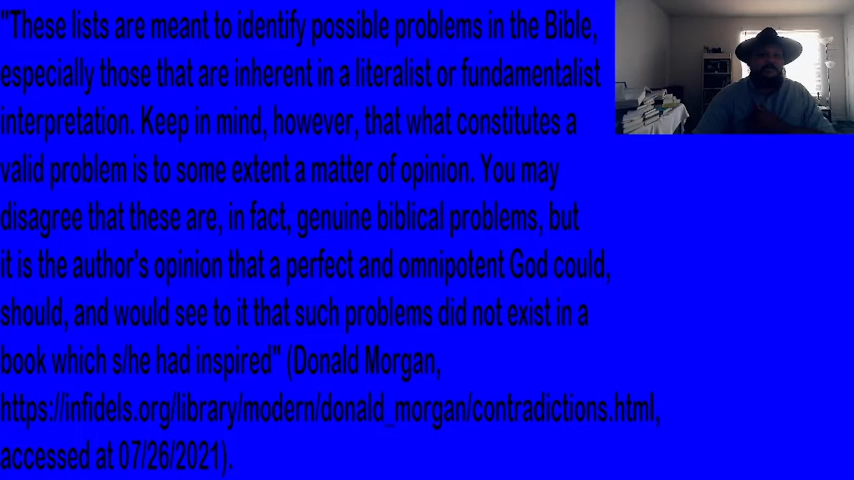 "These lists are meant to identify possible problems in the Bible,
especially those that are inherent in a literalist or fundamentalist
interpretation. Keep in mind, however, that what constitutes a
valid problem is to some extent a matter of opinion. You may
disagree that these are, in fact, genuine biblical problems, but
it is the author's opinion that a perfect and omnipotent God could,
should, and would see to it that such problems did not exist in a
book which s/he had inspired" (Donald Morgan,
https://infidels.org/library/modern/donald_morgan/contradictions.html,
accessed at 07/26/2021).